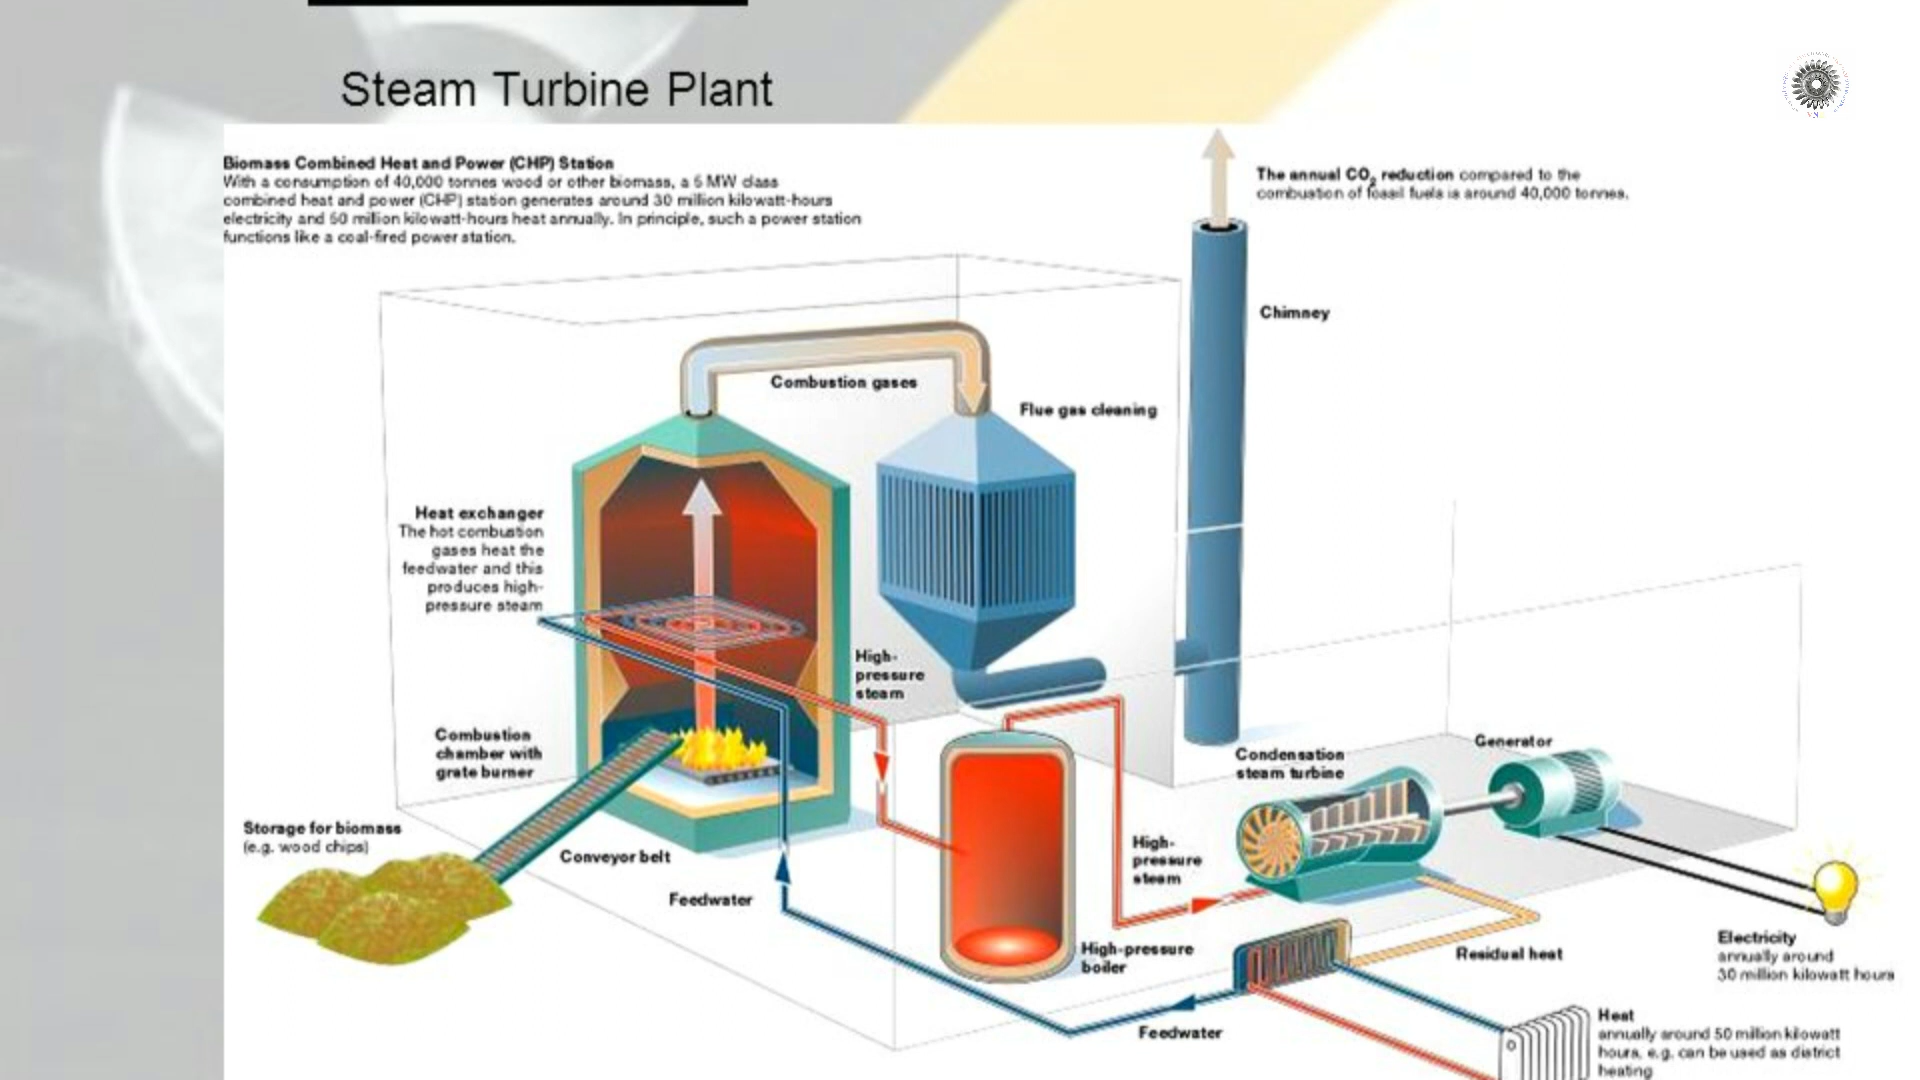 Steam Turbine Plant
Biomass Combined Heat and Power (CHP) Station
With a consumption of 40,000 tonnes wood or other biomass, a 5 MW class
combined heat and power (CHP) station generates around 30 million kilowatt-hours
electricity and 50 million kilowatt-hours heat annually. In principle, such a power station
functions like a coal-fired power station.
The annual CO2 reduction compared to the
combustion of fossil fuels is around 40,000 tonnes.
Chimney
Combustion gases
Flue gas cleaning
Heat exchanger
The hot combustion
gases heat the
feedwater and this
produces high-
pressure steam
High-
pressure
steam
Combustion
chamber with
grate burner
Condensation
steam turbine
Generator
Storage for biomass
(e.g. wood chips)
Conveyor belt
High-
pressure
steam
Feedwater
High-pressure
boiler
Residual heat
Electricity
annually around
30 million kilowatt hours
Feedwater
Heat
annually around 50 million kilowatt
hours, e.g. can be used as district
heating